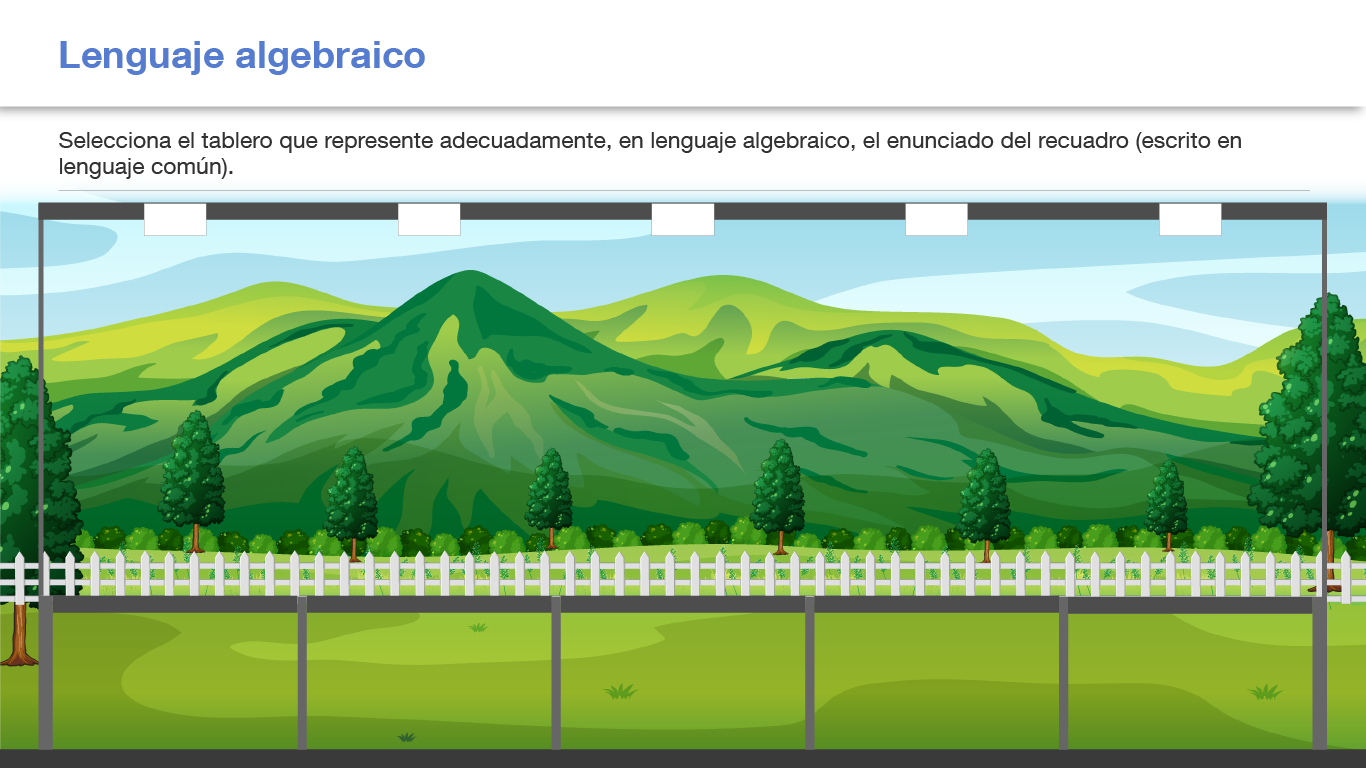 Lenguaje algebraico
Selecciona el tablero que represente adecuadamente, en lenguaje algebraico, el enunciado del recuadro (escrito en
lenguaje común).